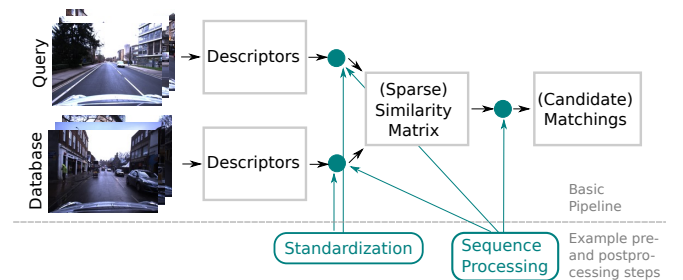 Query
Descriptors
(Sparse)
Similarity
Matrix
(Candidate)
Matchings
Database
Descriptors
Basic
Pipeline
Standardization
Sequence
Processing
Example pre-
and postpro-
cessing steps